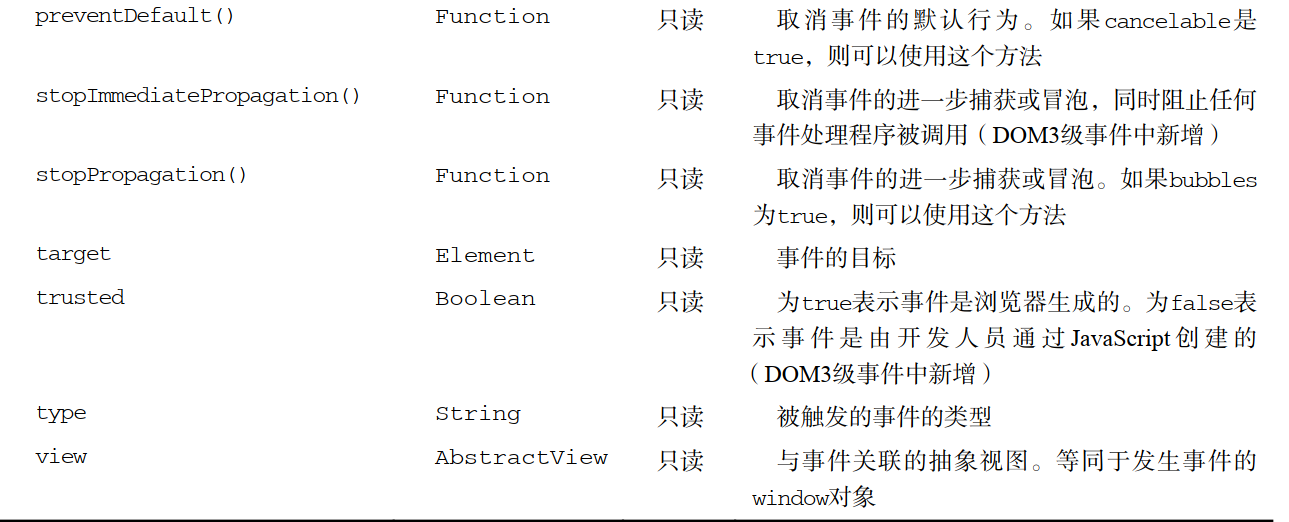 preventDefault() Function 只读 取消事件的默认行为。如果cancelable是
true，则可以使用这个方法
stopImmediatePropagation() Function 只读 取消事件的进一步捕获或冒泡，同时阻止任何
事件处理程序被调用（DOM3级事件中新增）
stopPropagation() Function 只读 取消事件的进一步捕获或冒泡。如果bubbles
为true，则可以使用这个方法
target Element 只读 事件的目标
trusted Boolean 只读 为true表示事件是浏览器生成的。为false表
示事件是由开发人员通过JavaScript创建的
（DOM3级事件中新增）
type String 只读 被触发的事件的类型
view AbstractView 只读 与事件关联的抽象视图。等同于发生事件的
window对象